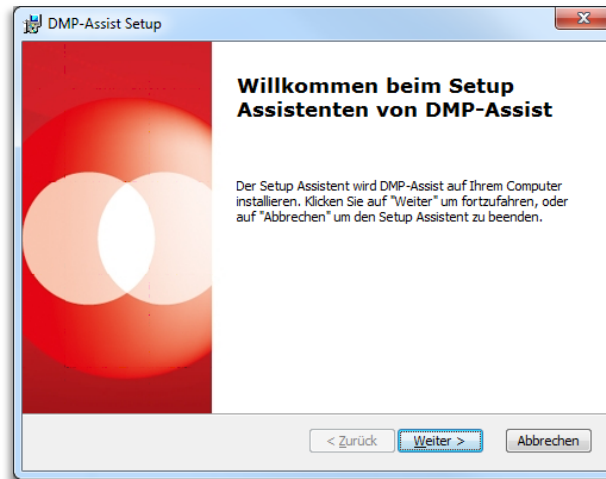 DMP-Assist Setup
Willkommen beim Setup
Assistenten von DMP-Assist
Der Setup Assistent wird DMP-Assist auf Ihrem Computer
installieren. Klicken Sie auf "Weiter" um fortzufahren, oder
auf "Abbrechen" um den Setup Assistent zu beenden.
< Zurück Weiter > Abbrechen